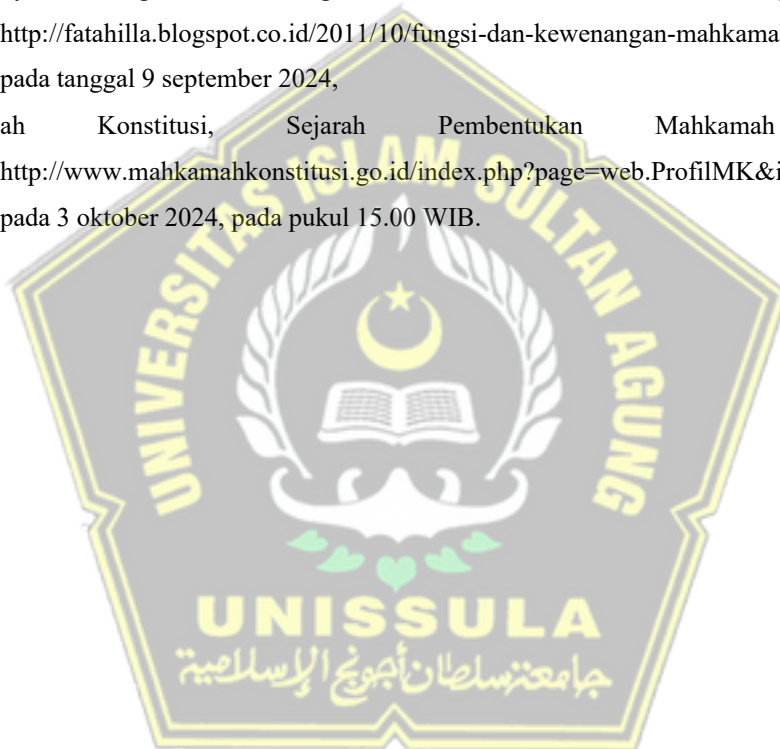 http://fatahilla.blogspot.co.id/2011/10/fungsi-dan-kewenangan-mahkama
pada tanggal 9 september 2024,
ah Konstitusi, Sejarah Pembentukan Mahkamah
http://www.mahkamahkonstitusi.go.id/index.php?page=web.ProfilMK&i
pada 3 oktober 2024, pada pukul 15.00 WIB.
UNIVERSITAS ISLAM SULTAN AGUNG
UNISSULA
جامعة سلطان أجونج الإسلامية